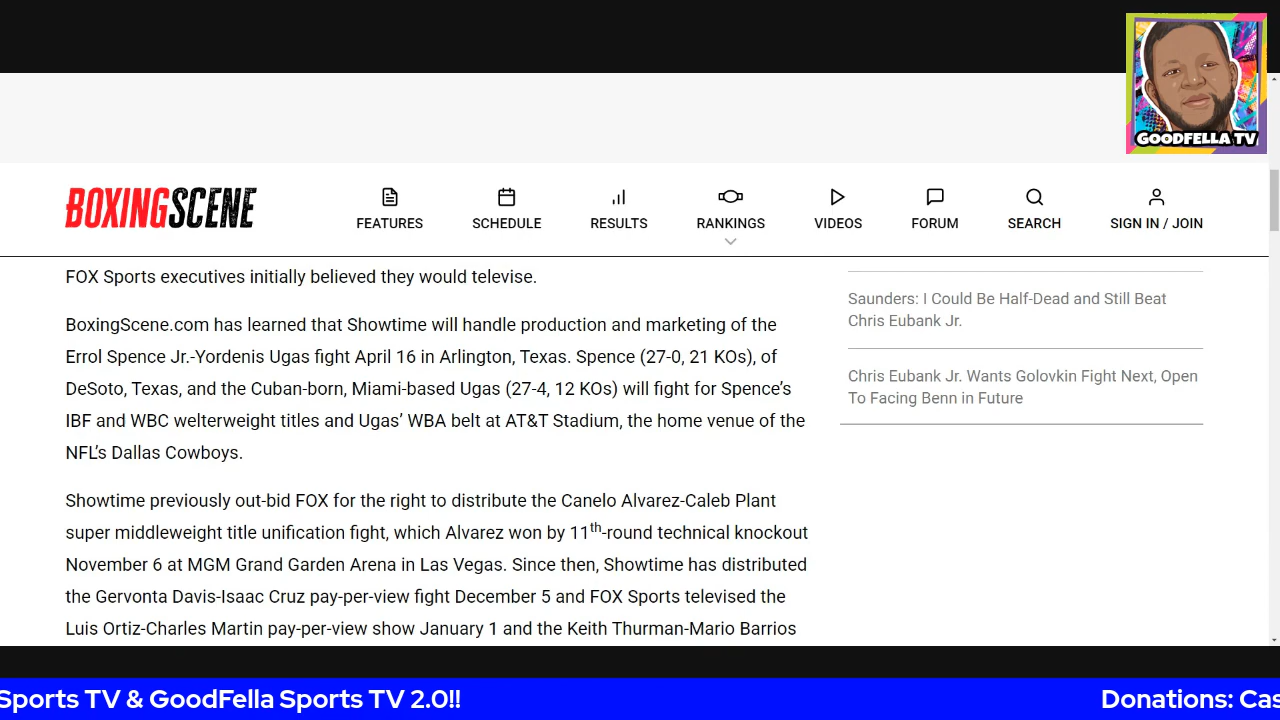 GOODFELLA TV
BOXINGSCENE
FEATURES
SCHEDULE
RESULTS
RANKINGS
VIDEOS
FORUM
SEARCH
SIGN IN / JOIN
FOX Sports executives initially believed they would televise.
BoxingScene.com has learned that Showtime will handle production and marketing of the
Errol Spence Jr.-Yordenis Ugas fight April 16 in Arlington, Texas. Spence (27-0, 21 KOs), of
DeSoto, Texas, and the Cuban-born, Miami-based Ugas (27-4, 12 KOs) will fight for Spence’s
IBF and WBC welterweight titles and Ugas’ WBA belt at AT&T Stadium, the home venue of the
NFL’s Dallas Cowboys.
Showtime previously out-bid FOX for the right to distribute the Canelo Alvarez-Caleb Plant
super middleweight title unification fight, which Alvarez won by 11th-round technical knockout
November 6 at MGM Grand Garden Arena in Las Vegas. Since then, Showtime has distributed
the Gervonta Davis-Isaac Cruz pay-per-view fight December 5 and FOX Sports televised the
Luis Ortiz-Charles Martin pay-per-view show January 1 and the Keith Thurman-Mario Barrios
Saunders: I Could Be Half-Dead and Still Beat
Chris Eubank Jr.
Chris Eubank Jr. Wants Golovkin Fight Next, Open
To Facing Benn in Future
Sports TV & GoodFella Sports TV 2.0!!
Donations: Cas